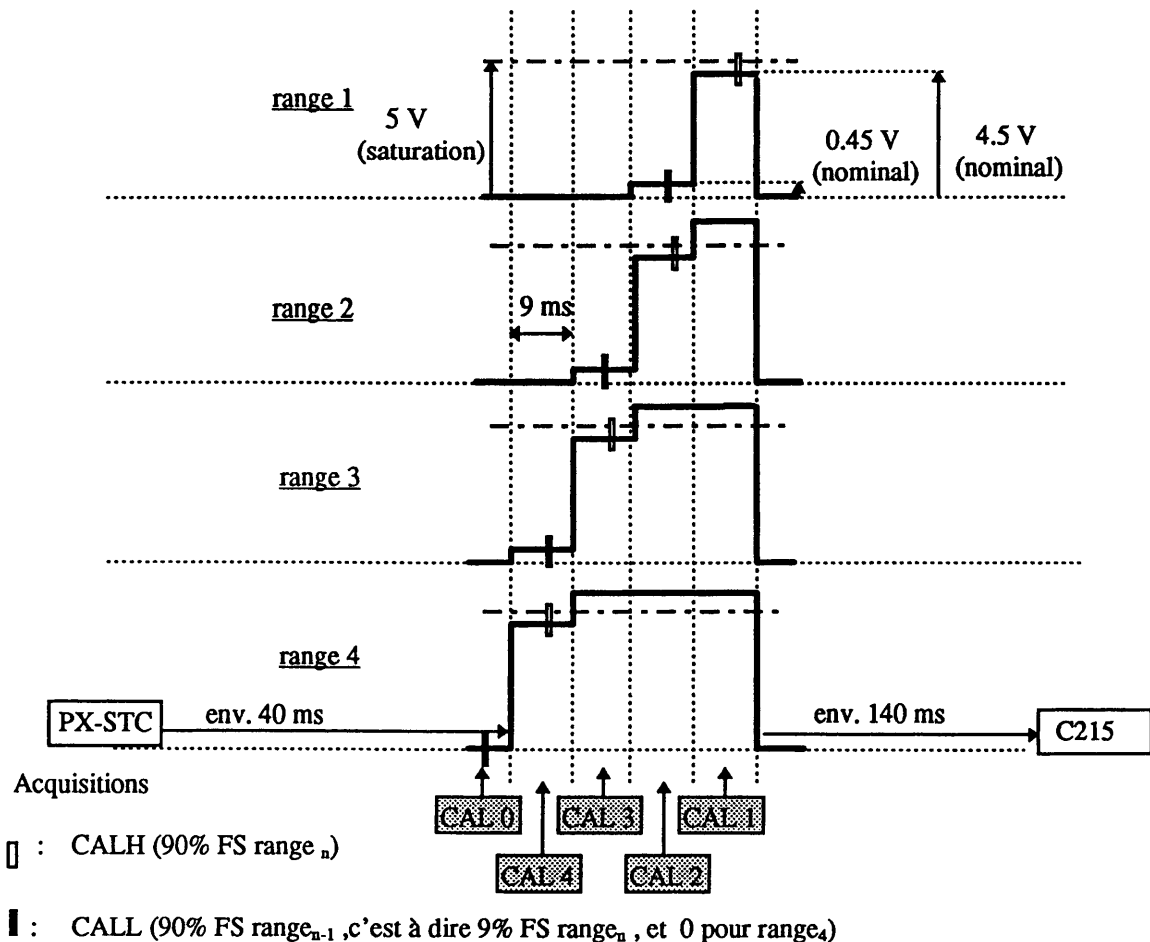 range 1
5 V
(saturation)
0.45 V
(nominal)
4.5 V
(nominal)
range 2
9 ms
range 3
range 4
PX-STC
env. 40 ms
env. 140 ms
C215
Acquisitions
CAL 0
CAL 3
CAL 1
CAL 4
CAL 2
: CALH (90% FS range n)
: CALL (90% FS rangen-1 ,c'est à dire 9% FS rangen , et 0 pour range4)